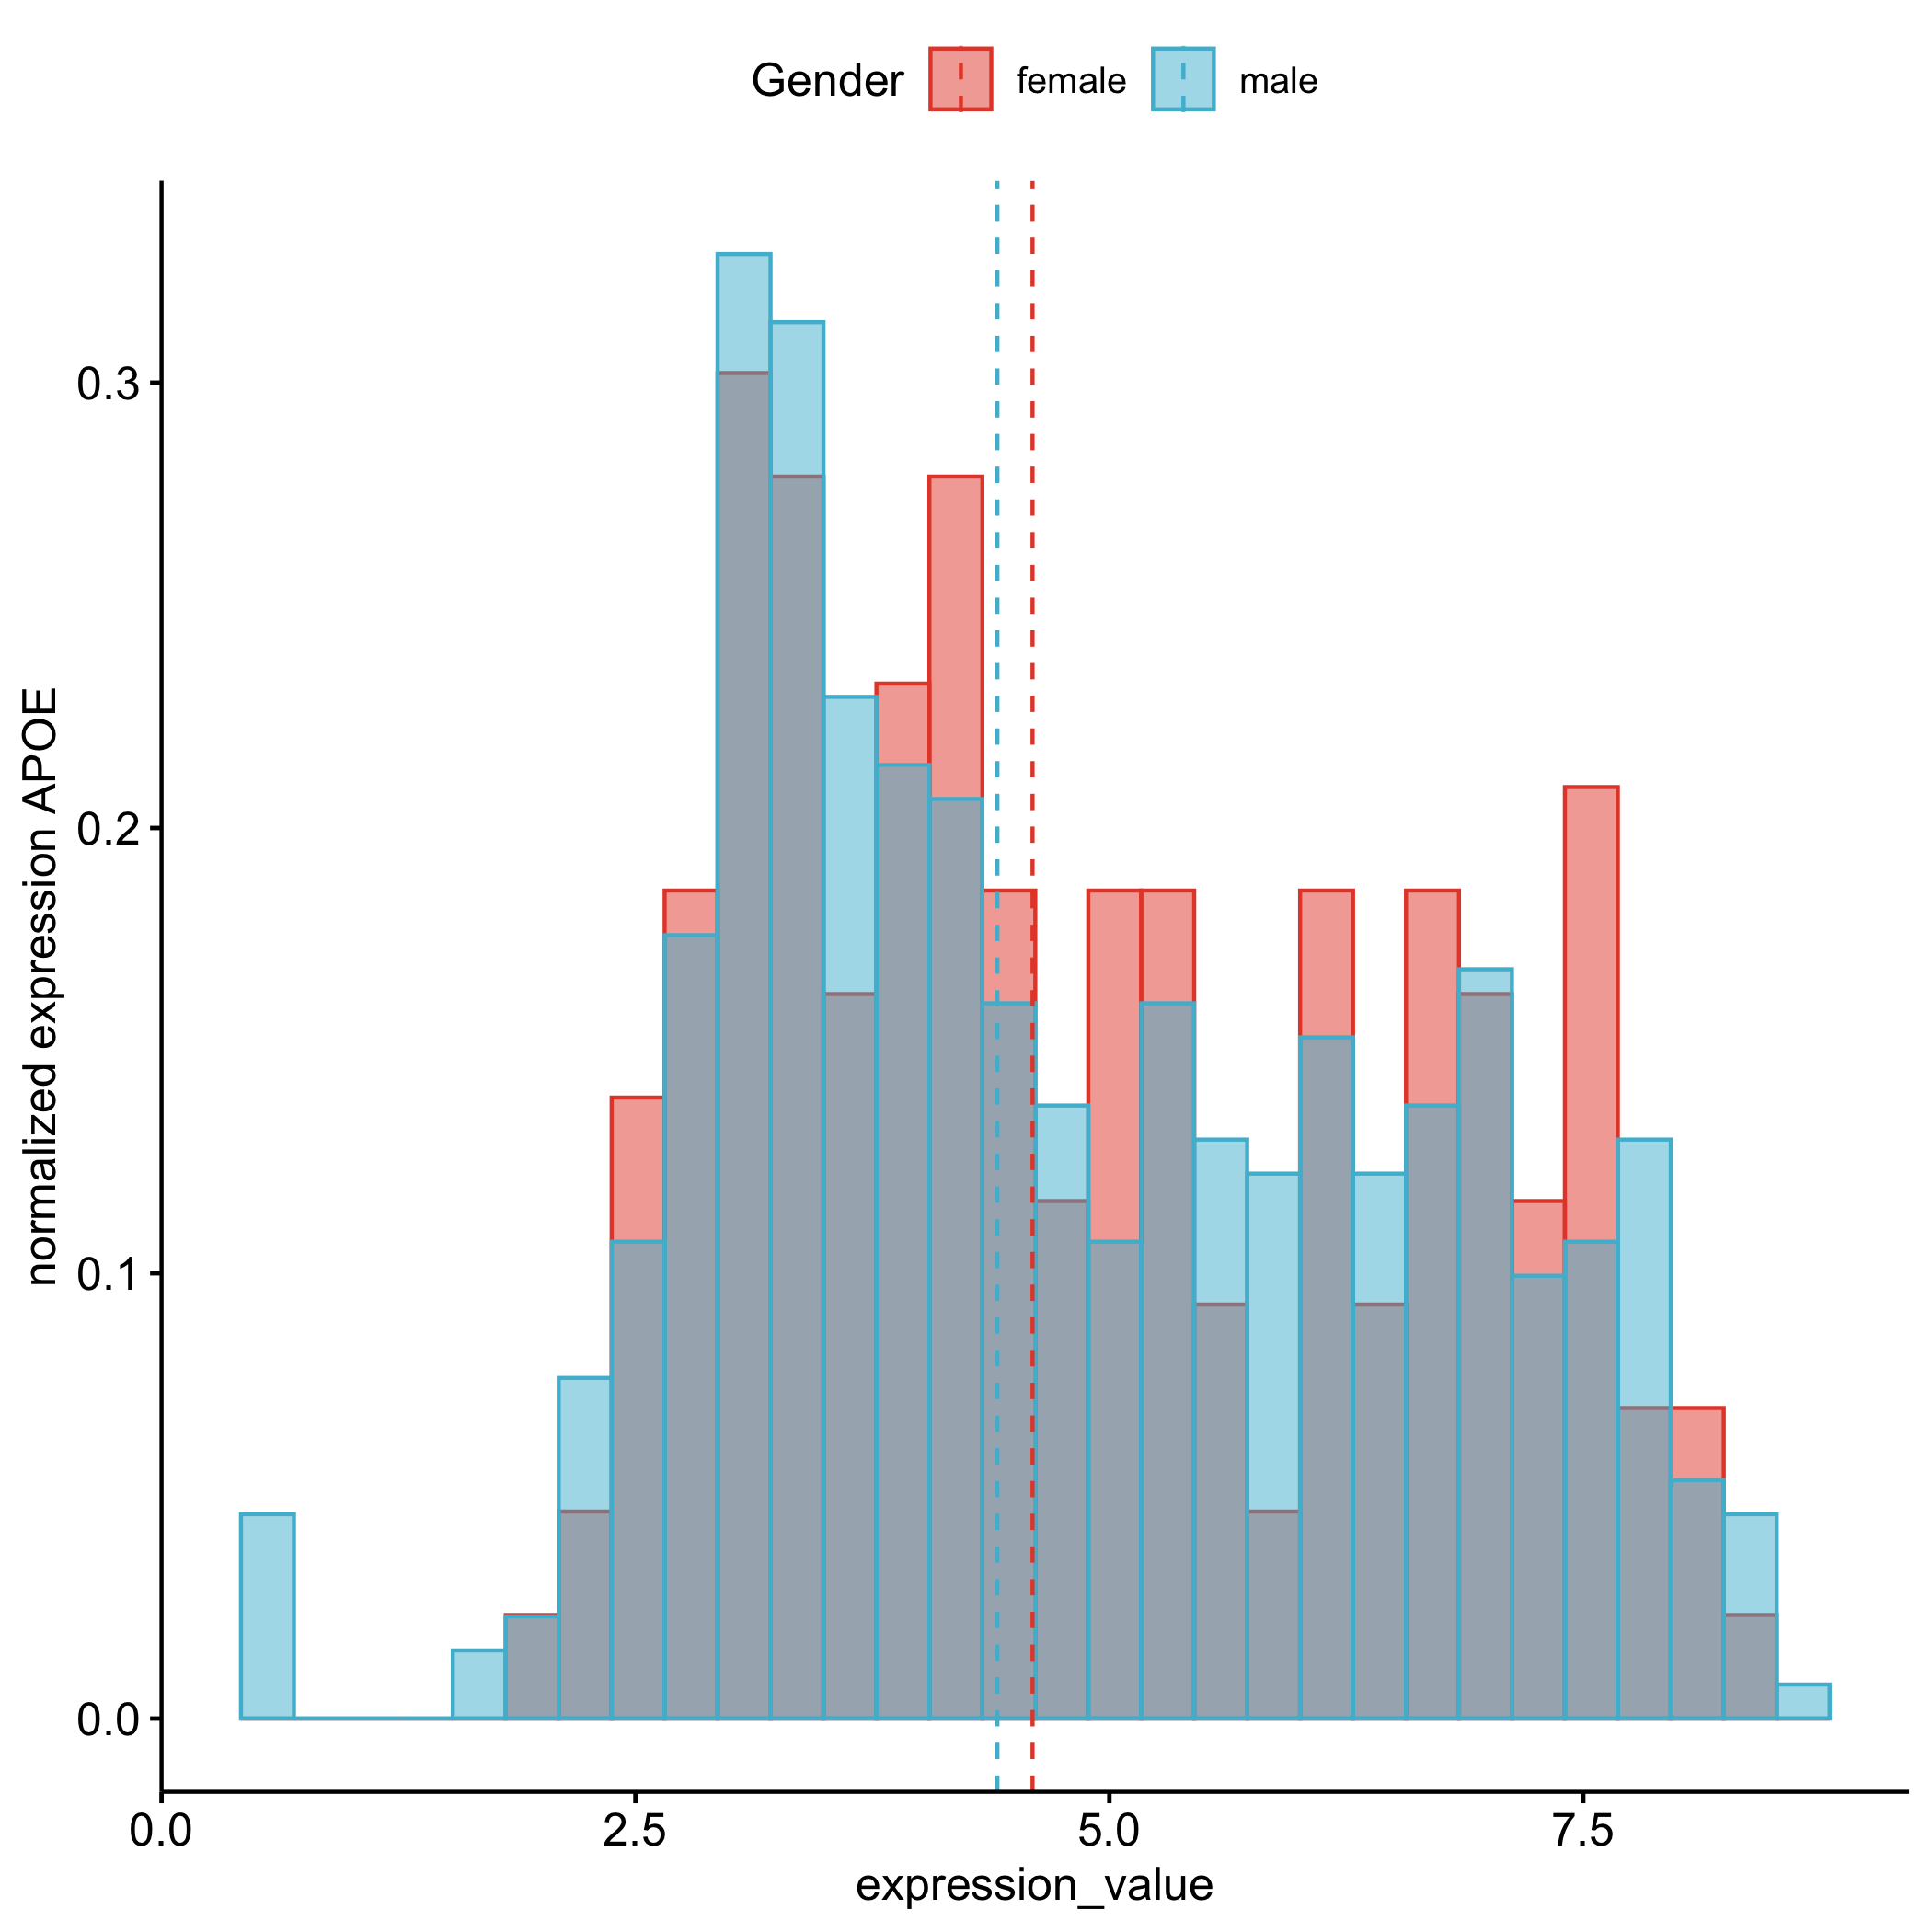 Gender female male
normalized expression APOE
0.3
0.2
0.1
0.0
0.0 2.5 5.0 7.5
expression_value